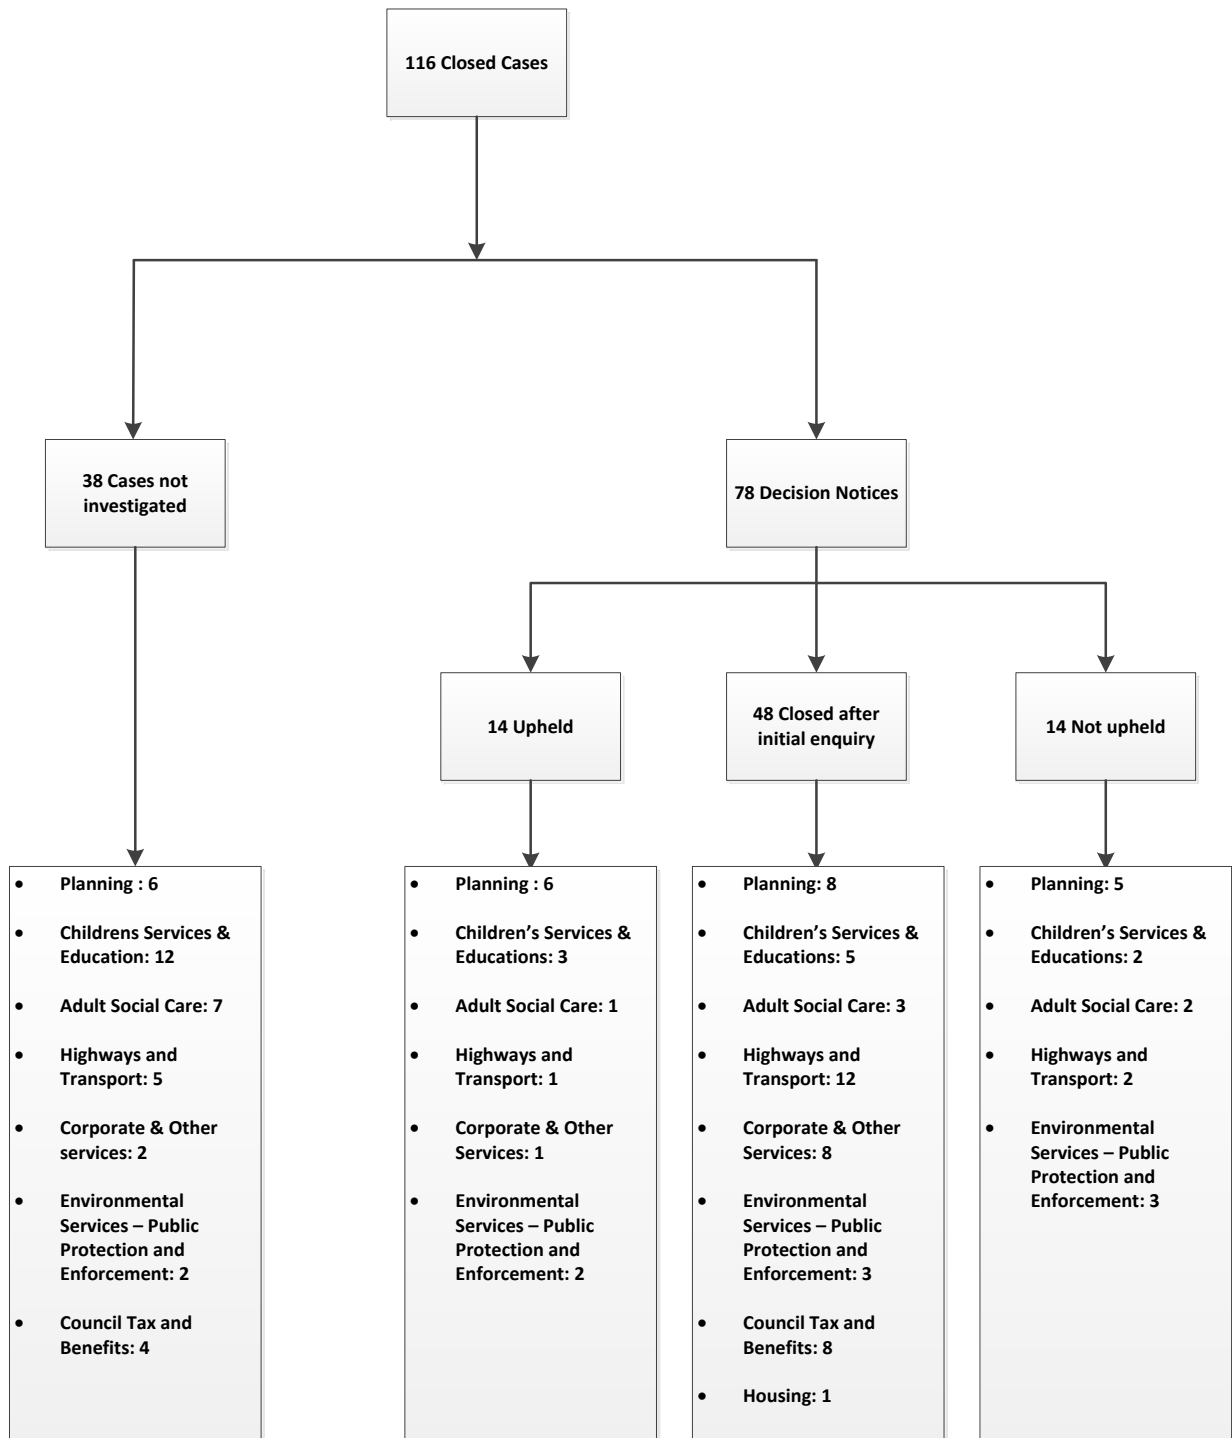 116 Closed Cases
38 Cases not
investigated
78 Decision Notices
14 Upheld
48 Closed after
initial enquiry
14 Not upheld
• Planning : 6
• Childrens Services &
Education: 12
• Adult Social Care: 7
• Highways and
Transport: 5
• Corporate & Other
services: 2
• Environmental
Services – Public
Protection and
Enforcement: 2
• Council Tax and
Benefits: 4
• Planning : 6
• Children’s Services &
Educations: 3
• Adult Social Care: 1
• Highways and
Transport: 1
• Corporate & Other
Services: 1
• Environmental
Services – Public
Protection and
Enforcement: 2
• Planning: 8
• Children’s Services &
Educations: 5
• Adult Social Care: 3
• Highways and
Transport: 12
• Corporate & Other
Services: 8
• Environmental
Services – Public
Protection and
Enforcement: 3
• Council Tax and
Benefits: 8
• Housing: 1
• Planning: 5
• Children’s Services &
Educations: 2
• Adult Social Care: 2
• Highways and
Transport: 2
• Environmental
Services – Public
Protection and
Enforcement: 3